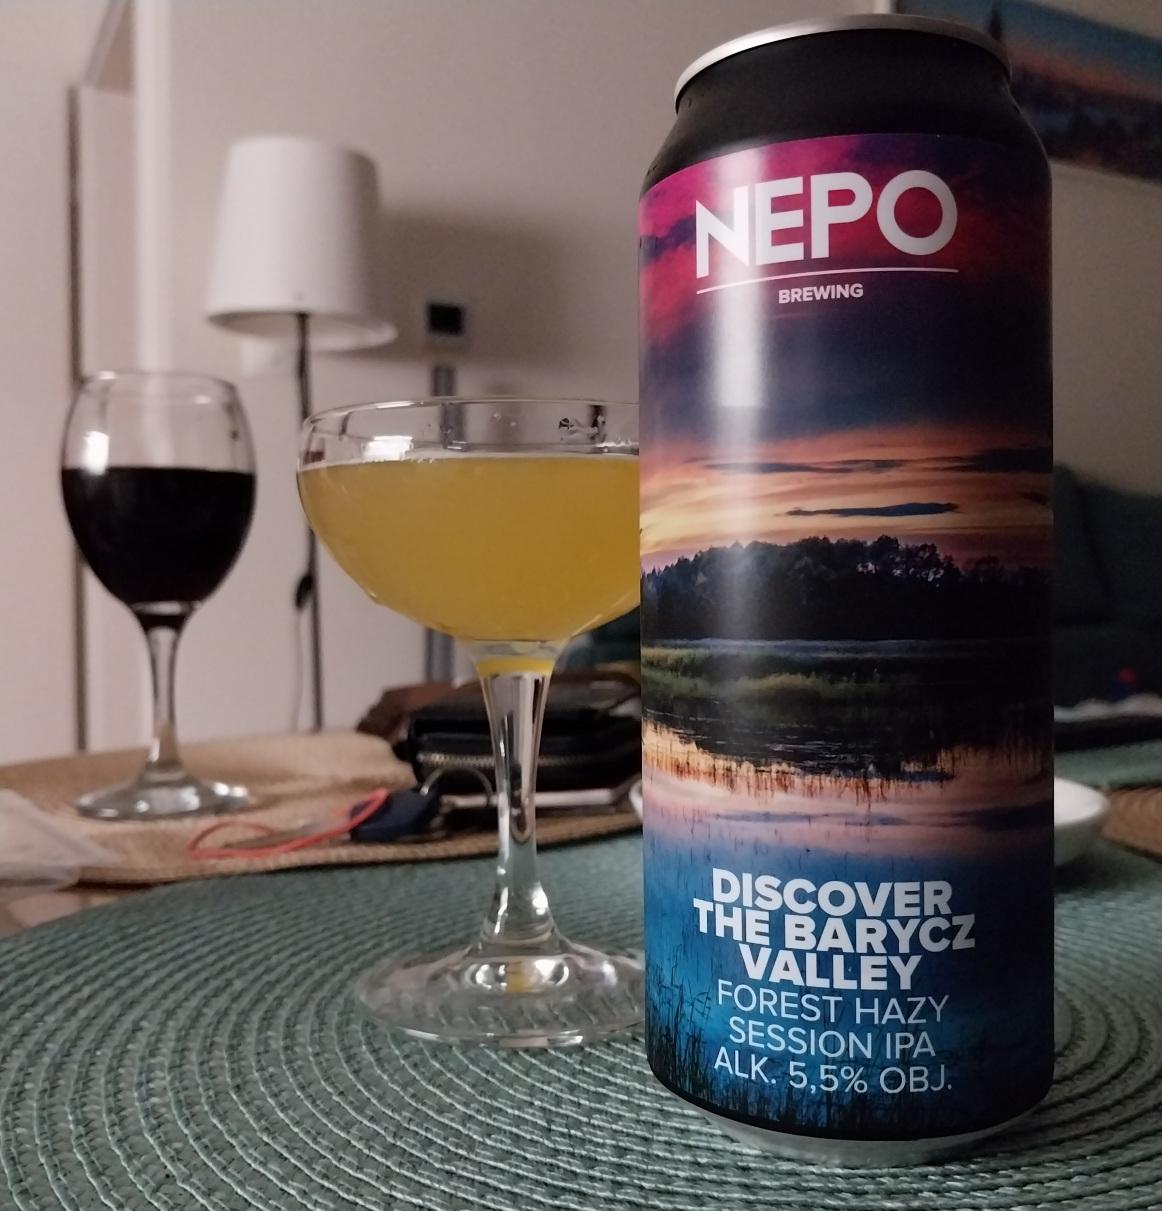 NEPO
BREWING
DISCOVER
THE BARYCZ
VALLEY
FOREST HAZY
SESSION IPA
ALK. 5,5% OBJ.